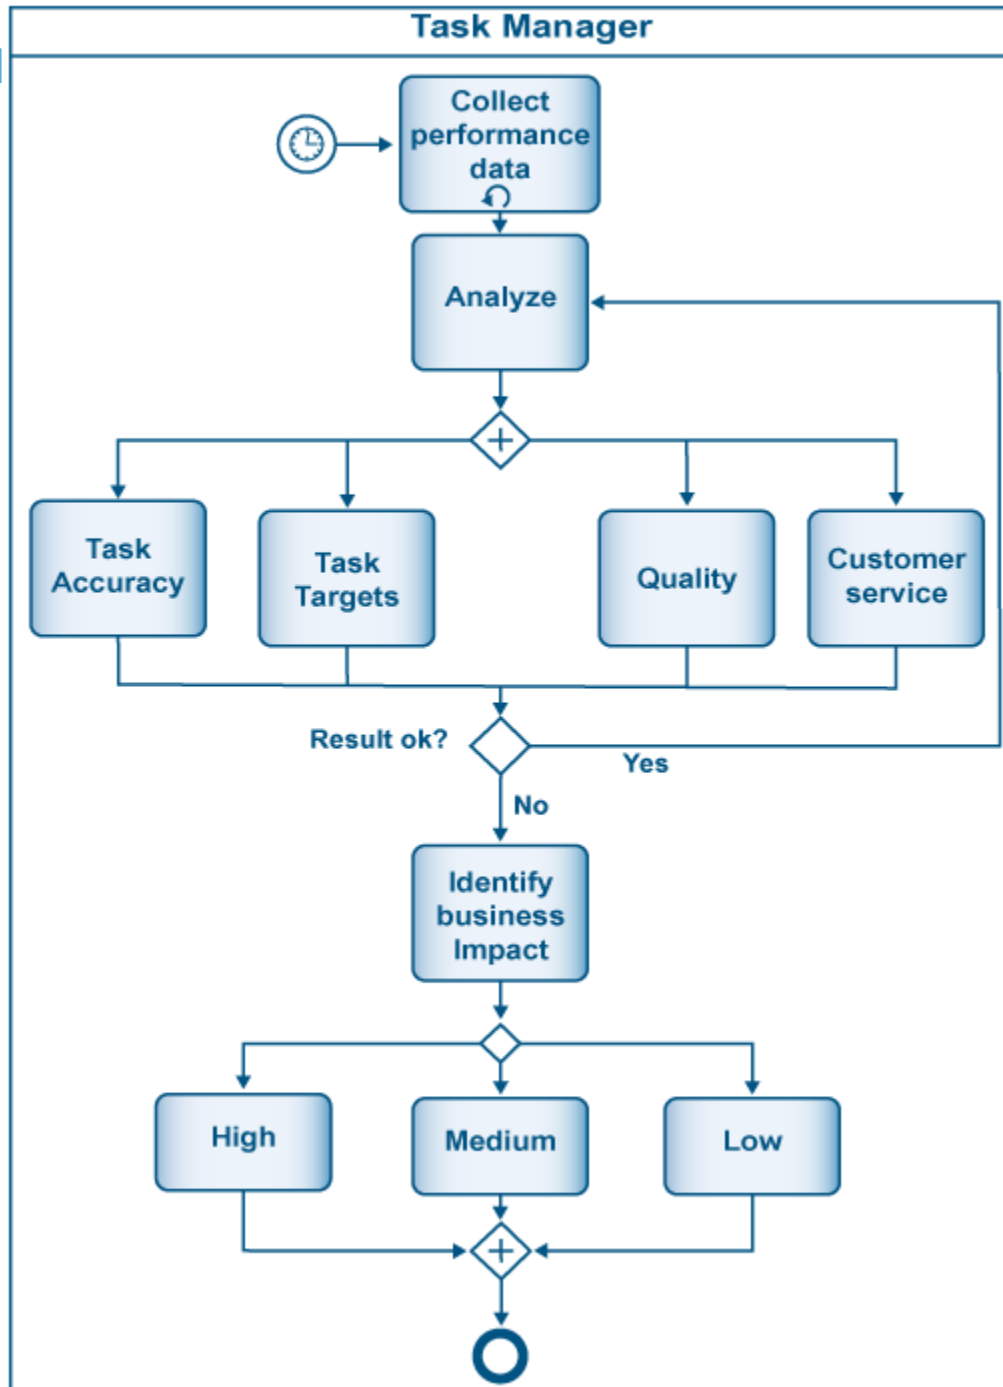 Task Manager
Collect
performance
data
Analyze
Task
Accuracy
Task
Targets
Quality
Customer
service
Result ok?
Yes
No
Identify
business
Impact
High
Medium
Low